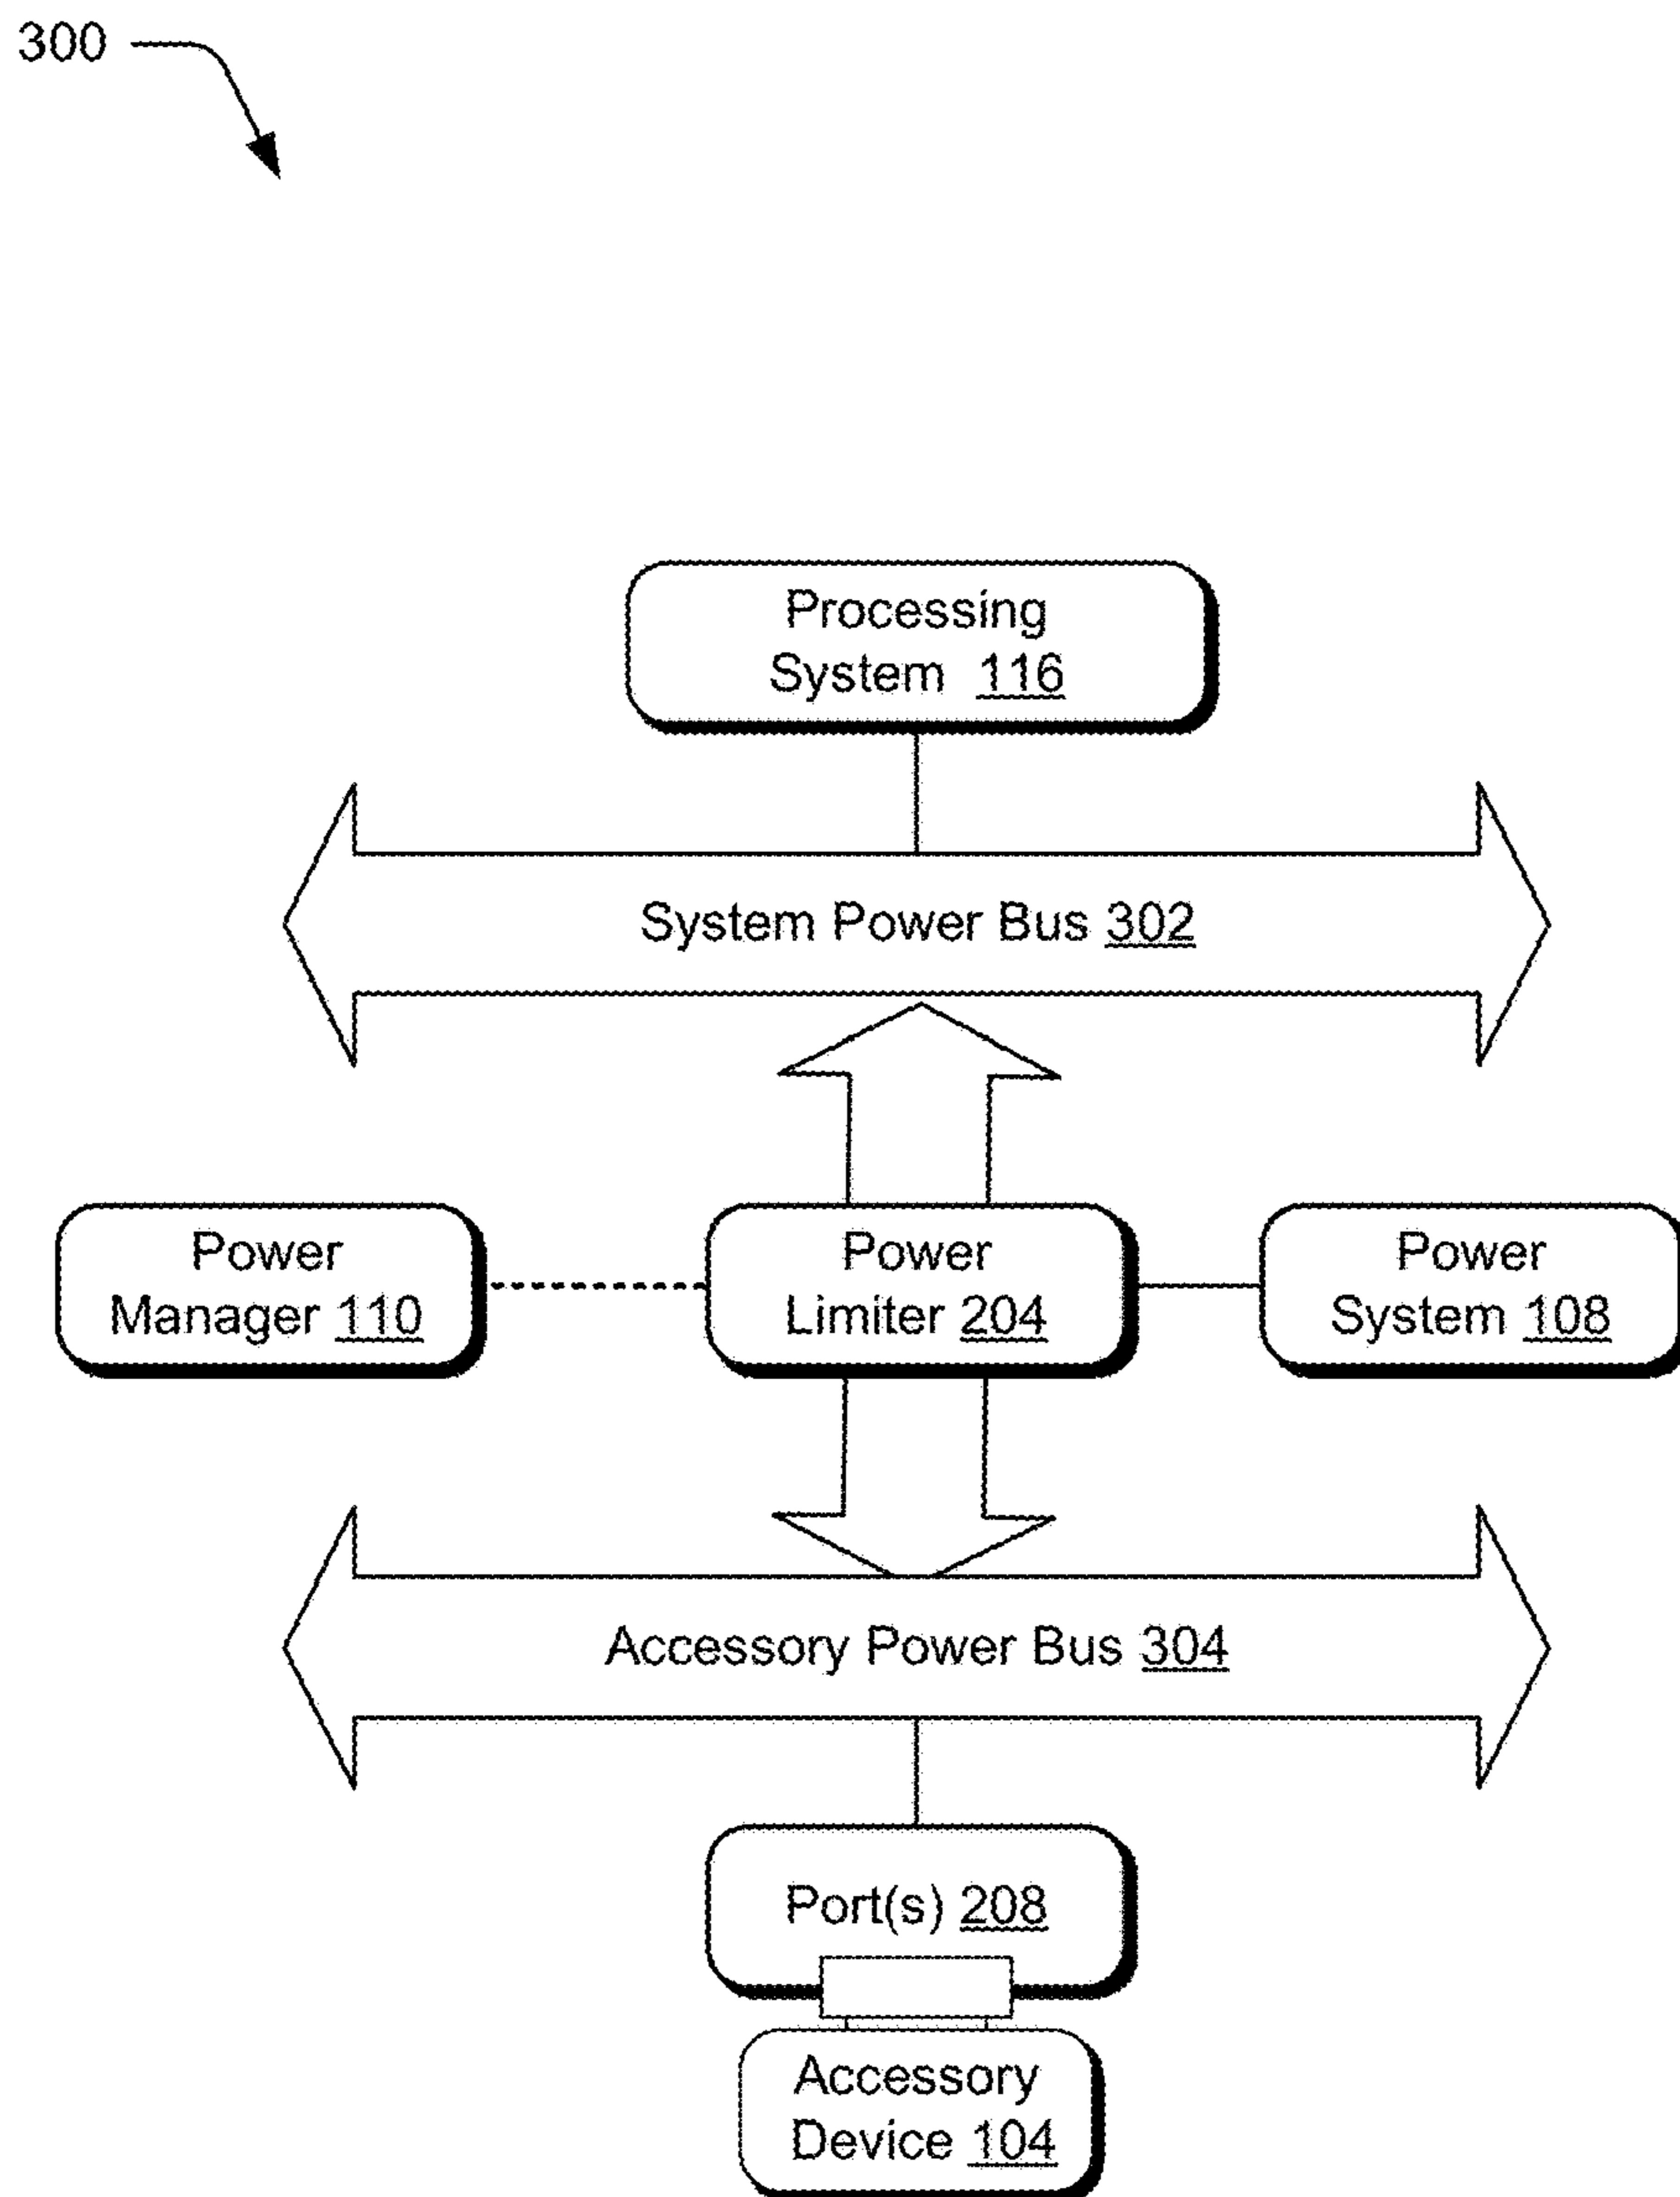 300
Processing
System 116
System Power Bus 302
Power
Manager 110
Power
Limiter 204
Power
System 108
Accessory Power Bus 304
Port(s) 208
Accessory
Device 104